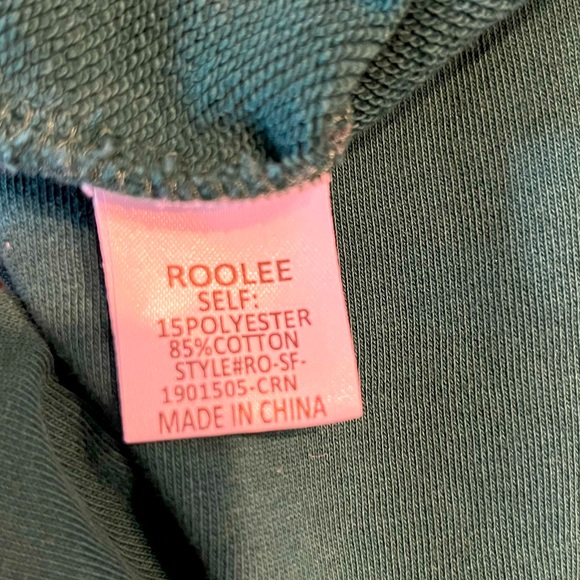 ROOLEE
SELF:
15POLYESTER
85%COTTON
STYLE#RO-SF-
1901505-CRN
MADE IN CHINA